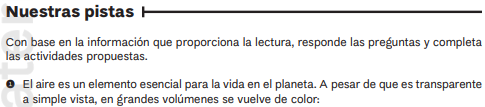 Nuestras pistas
Con base en la información que proporciona la lectura, responde las preguntas y completa
las actividades propuestas.
❶ El aire es un elemento esencial para la vida en el planeta. A pesar de que es transparente
a simple vista, en grandes volúmenes se vuelve de color: